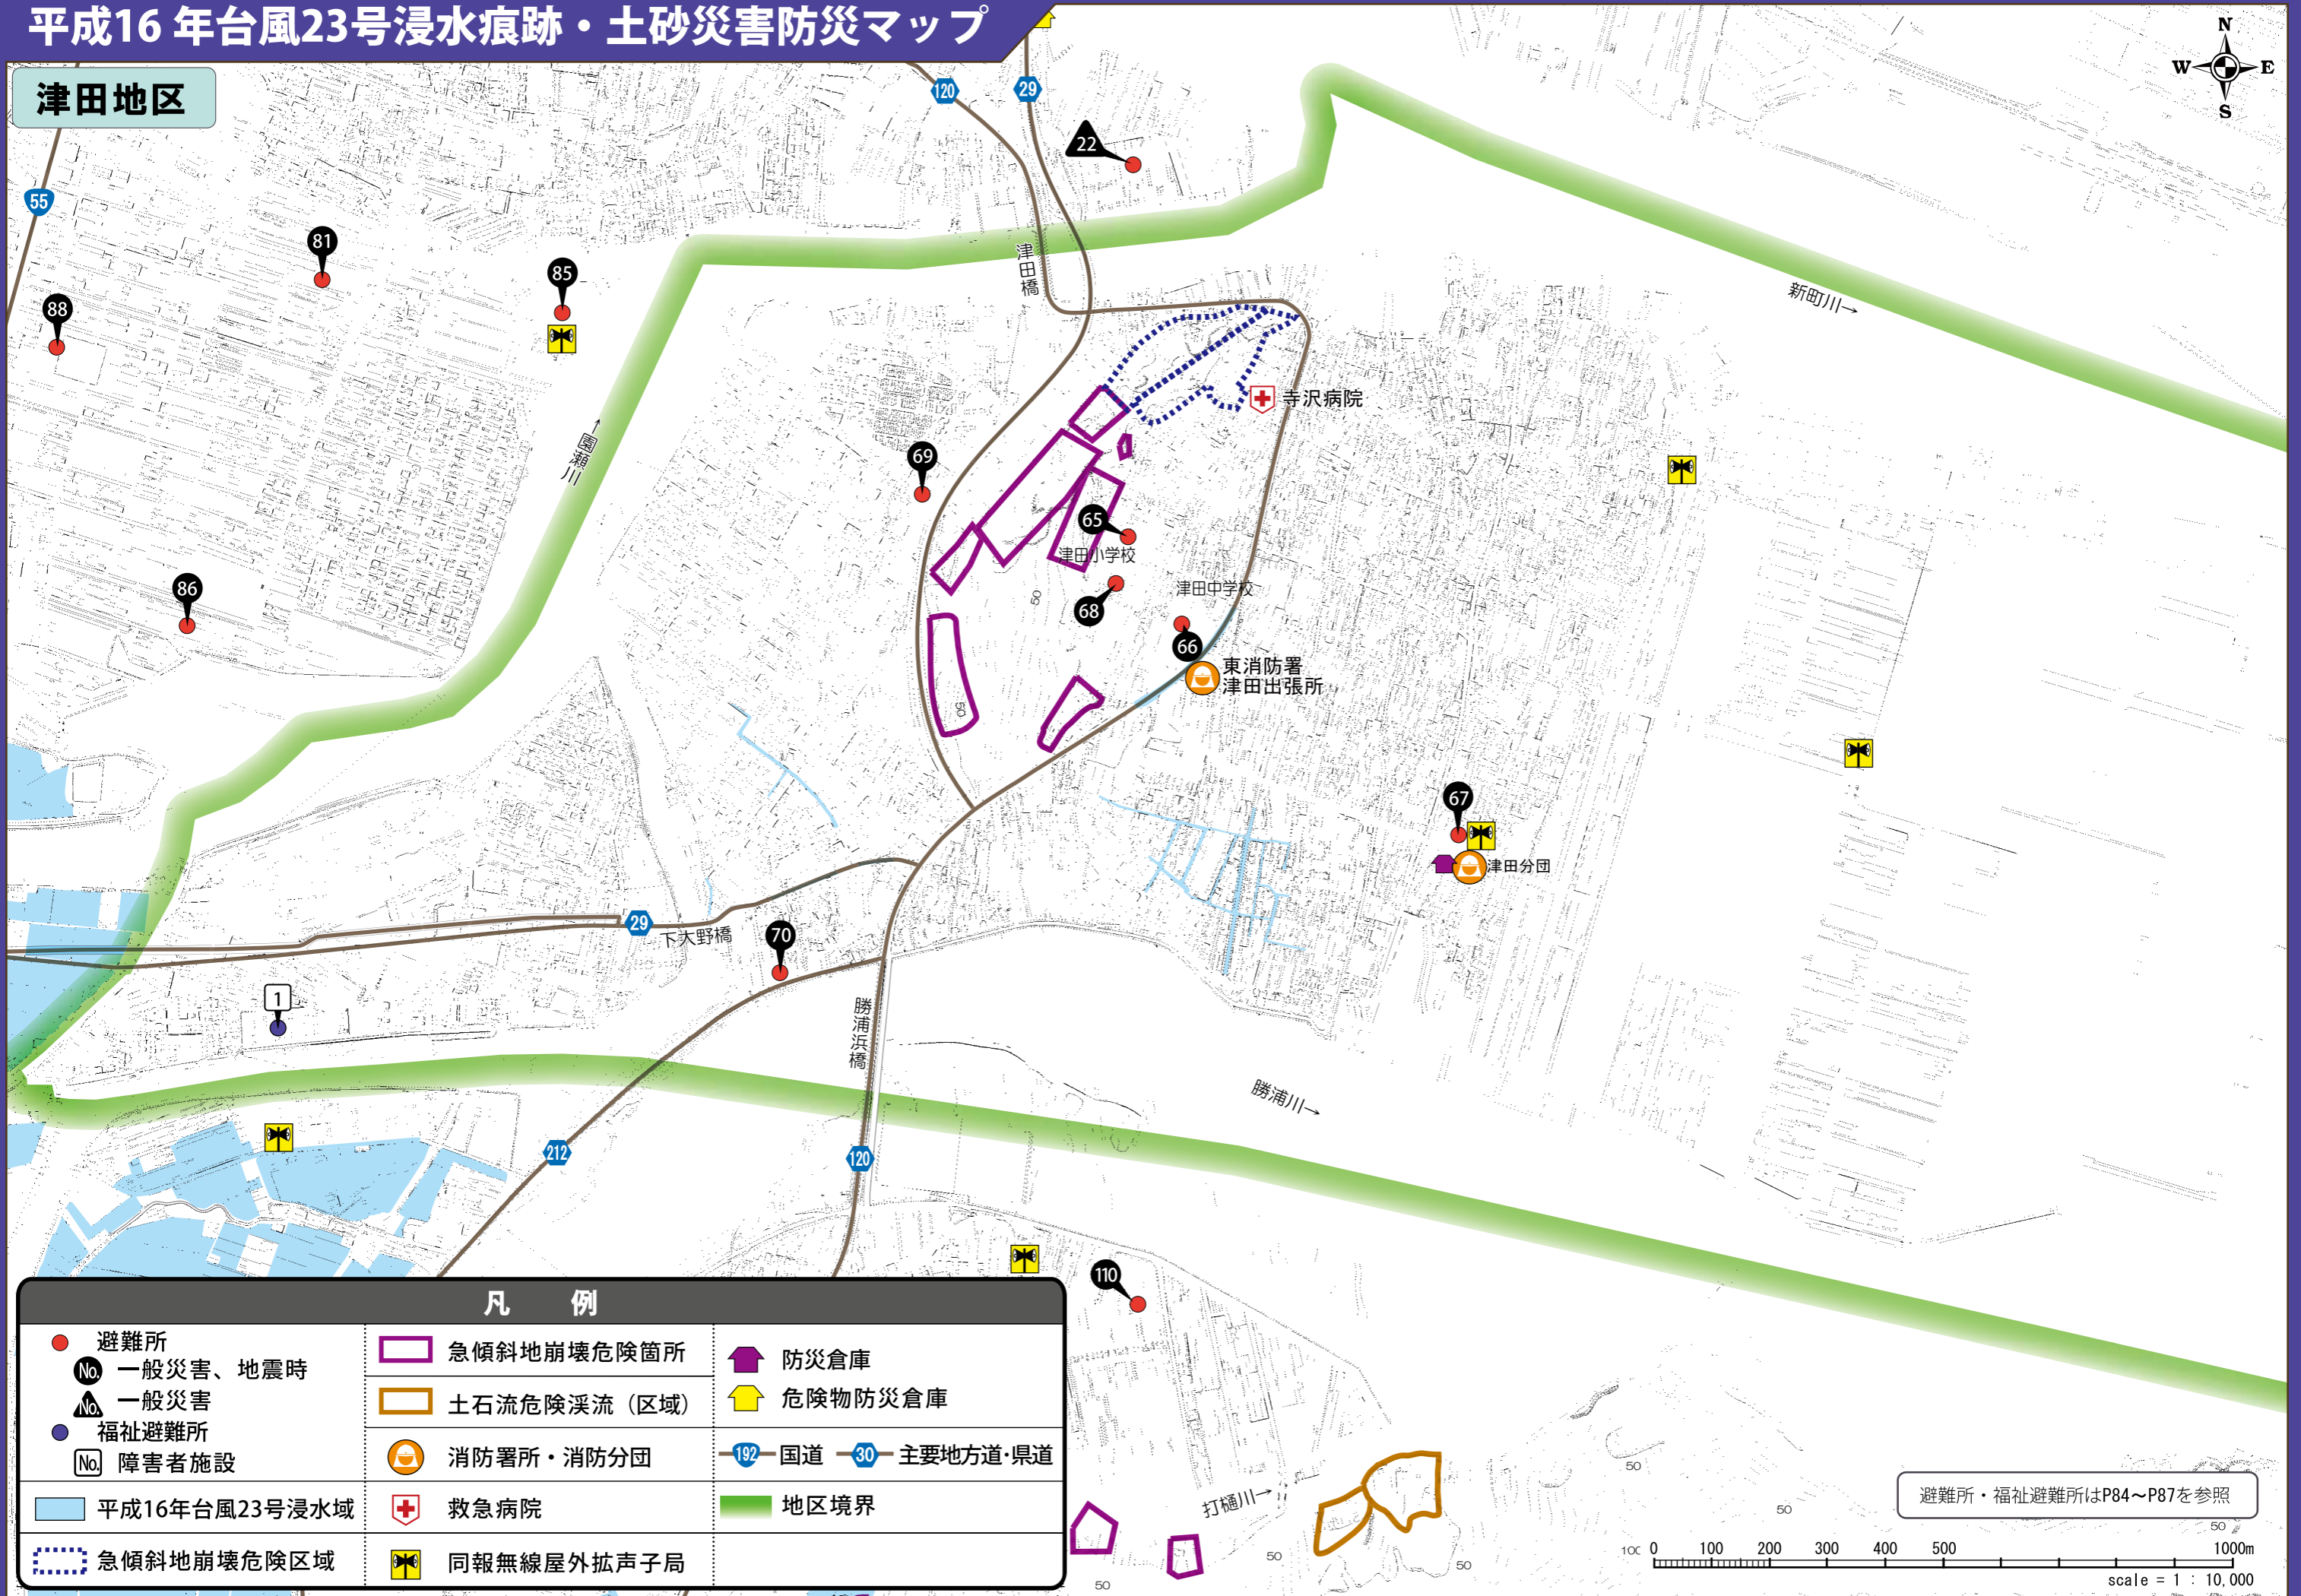 平成16年台風23号浸水痕跡・土砂災害防災マップ
津田地区
N
W E
S
120
29
22
55
81
85
88
津田橋
新町川→
寺沢病院
園瀬川→
69
65
津田小学校
86
68
50
津田中学校
66
東消防署
津田出張所
50
67
津田分団
29
下大野橋
70
1
勝浦浜橋
勝浦川→
212
120
110
凡 例
避難所
No. 一般災害、地震時
No. 一般災害
福祉避難所
No. 障害者施設
平成16年台風23号浸水域
急傾斜地崩壊危険区域
急傾斜地崩壊危険箇所
土石流危険渓流（区域）
消防署所・消防分団
救急病院
同報無線屋外拡声子局
防災倉庫
危険物防災倉庫
192 国道 30 主要地方道・県道
地区境界
打樋川→
50
50
50
50
50
50
避難所・福祉避難所はP84～P87を参照
0 100 200 300 400 500 1000m
scale = 1 : 10,000